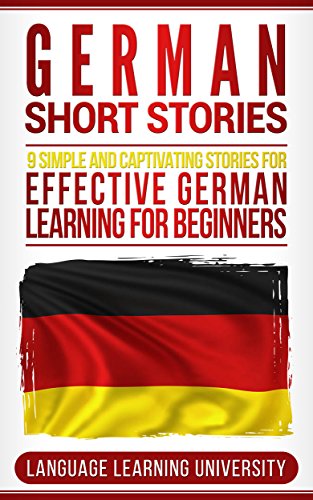 GERMAN
SHORT STORIES
9 SIMPLE AND CAPTIVATING STORIES FOR
EFFECTIVE GERMAN
LEARNING FOR BEGINNERS
LANGUAGE LEARNING UNIVERSITY